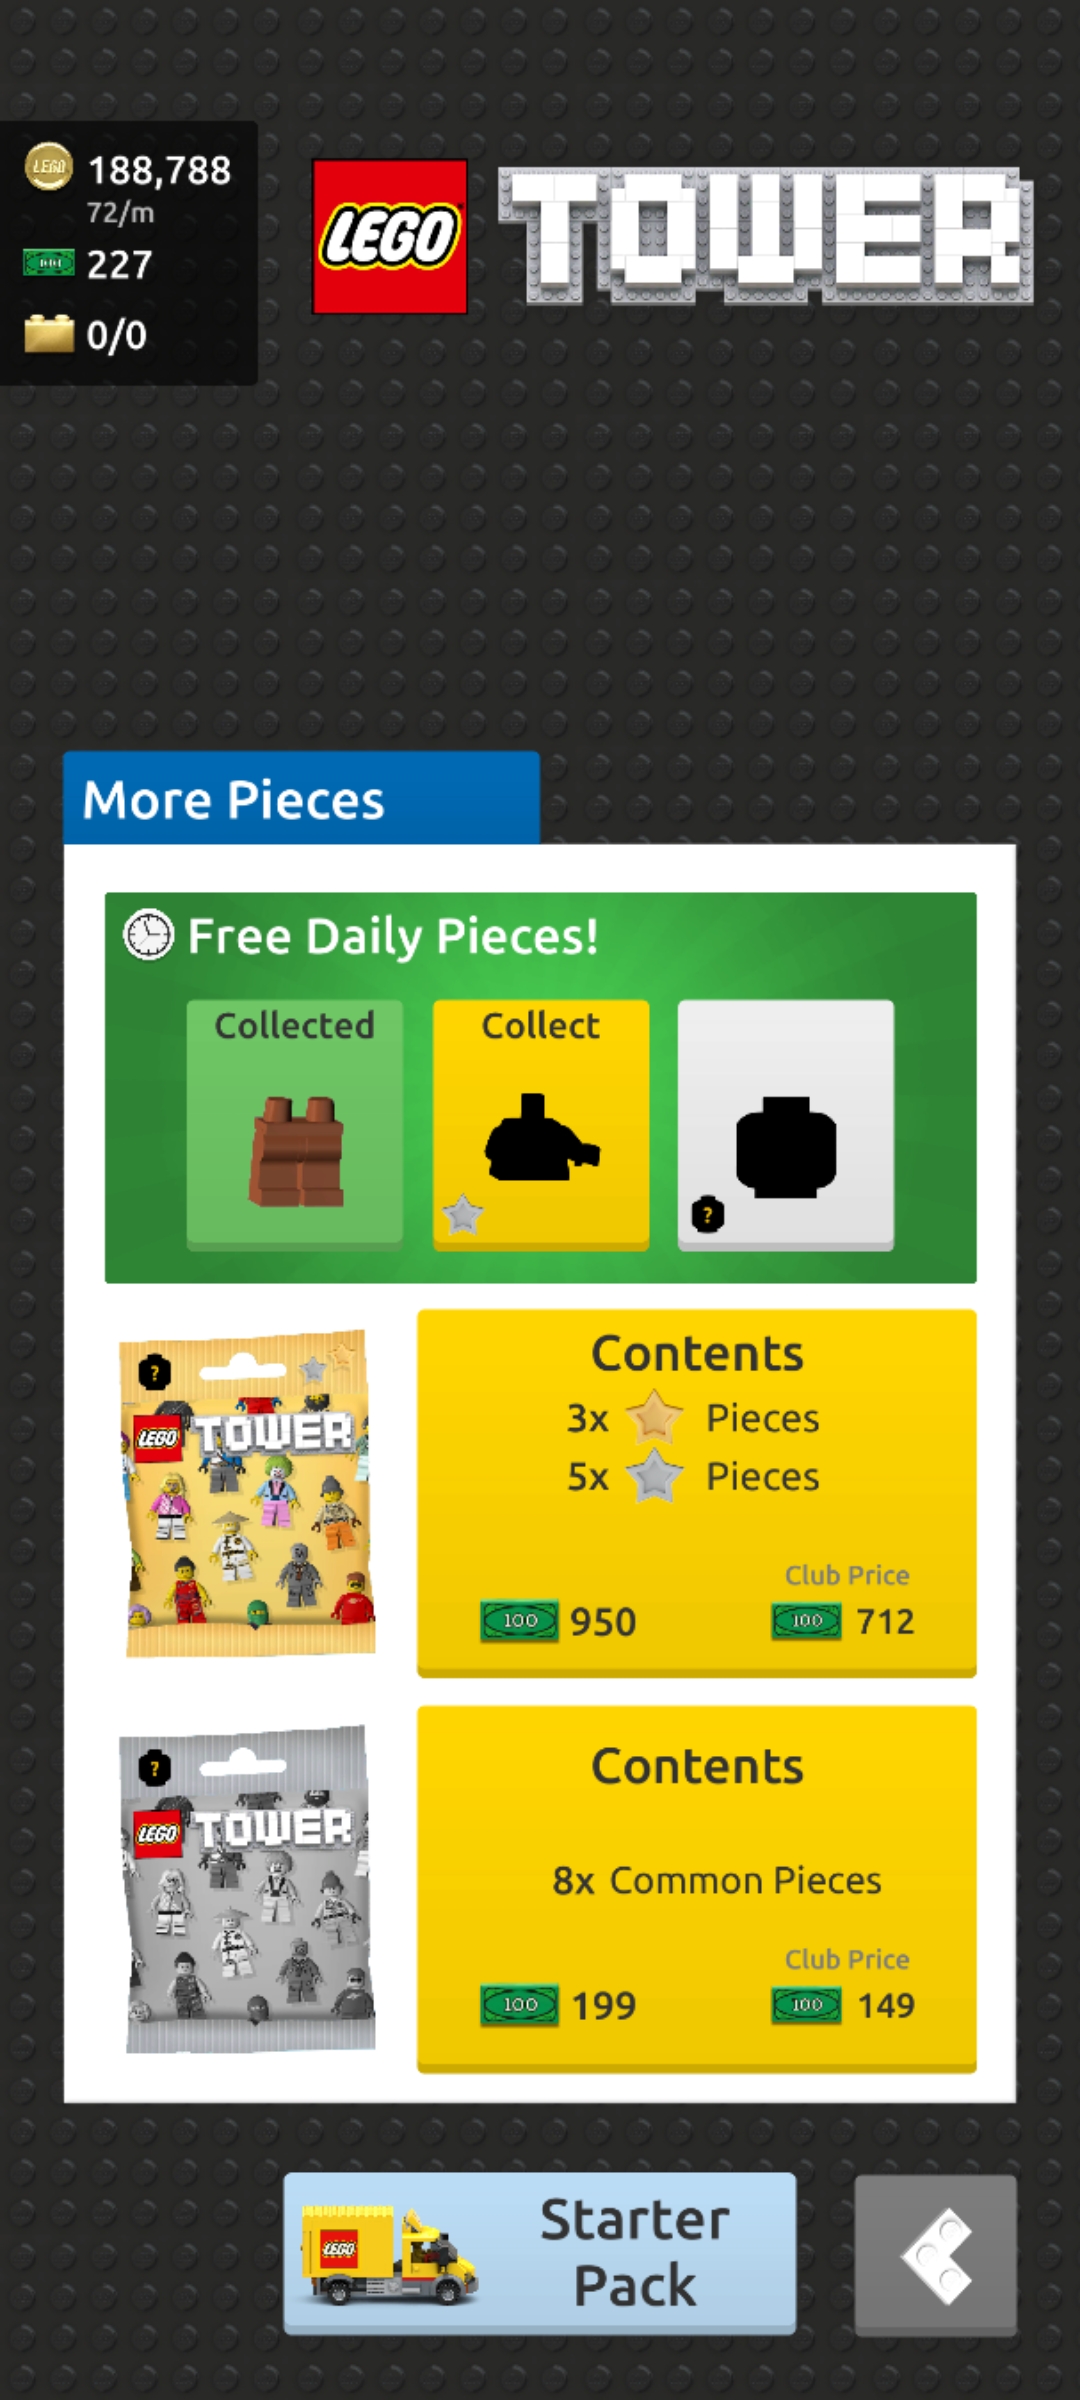 LEGO 188,788
72/m
227
0/0
LEGO TOWER
More Pieces
Free Daily Pieces!
Collected
Collect
?
?
LEGO TOWER
Contents
3x Pieces
5x Pieces
Club Price
100 950
100 712
?
LEGO TOWER
Contents
8x Common Pieces
Club Price
100 199
100 149
LEGO
Starter
Pack